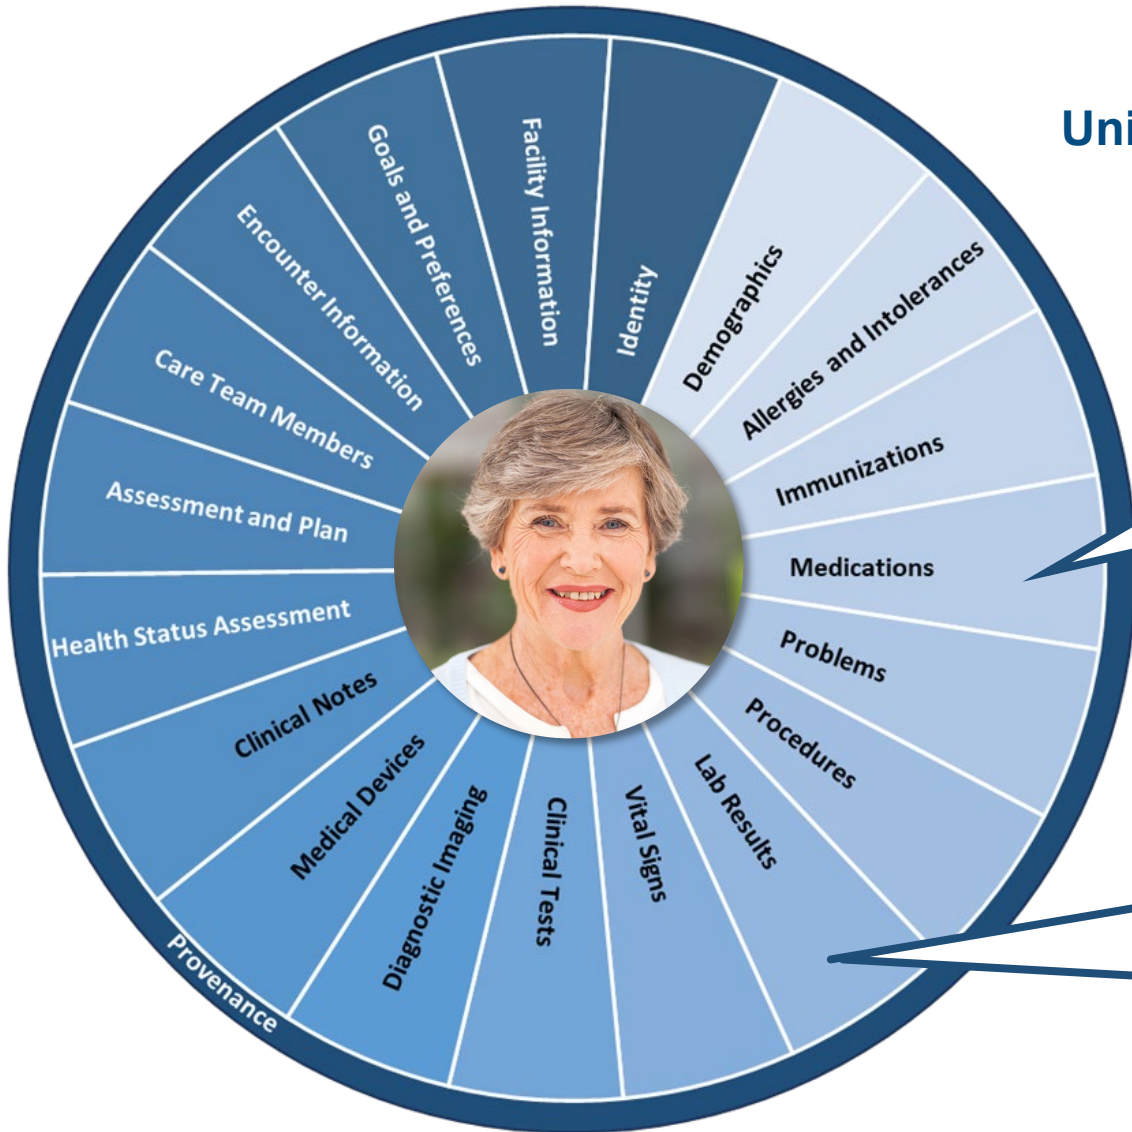 Uni
Identity
Demographics
Allergies and Intolerances
Immunizations
Medications
Problems
Procedures
Lab Results
Vital Signs
Clinical Tests
Diagnostic Imaging
Medical Devices
Clinical Notes
Health Status Assessment
Assessment and Plan
Care Team Members
Encounter Information
Goals and Preferences
Facility Information
Provenance